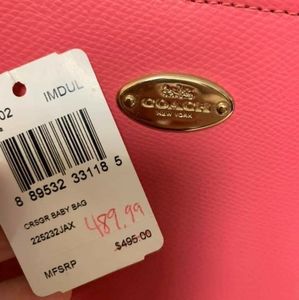 02
IMDUL
8 89532 33118 5
CRSGR BABY BAG
225232JAX
489.99
$495.00
MFSRP
COACH
NEW YORK